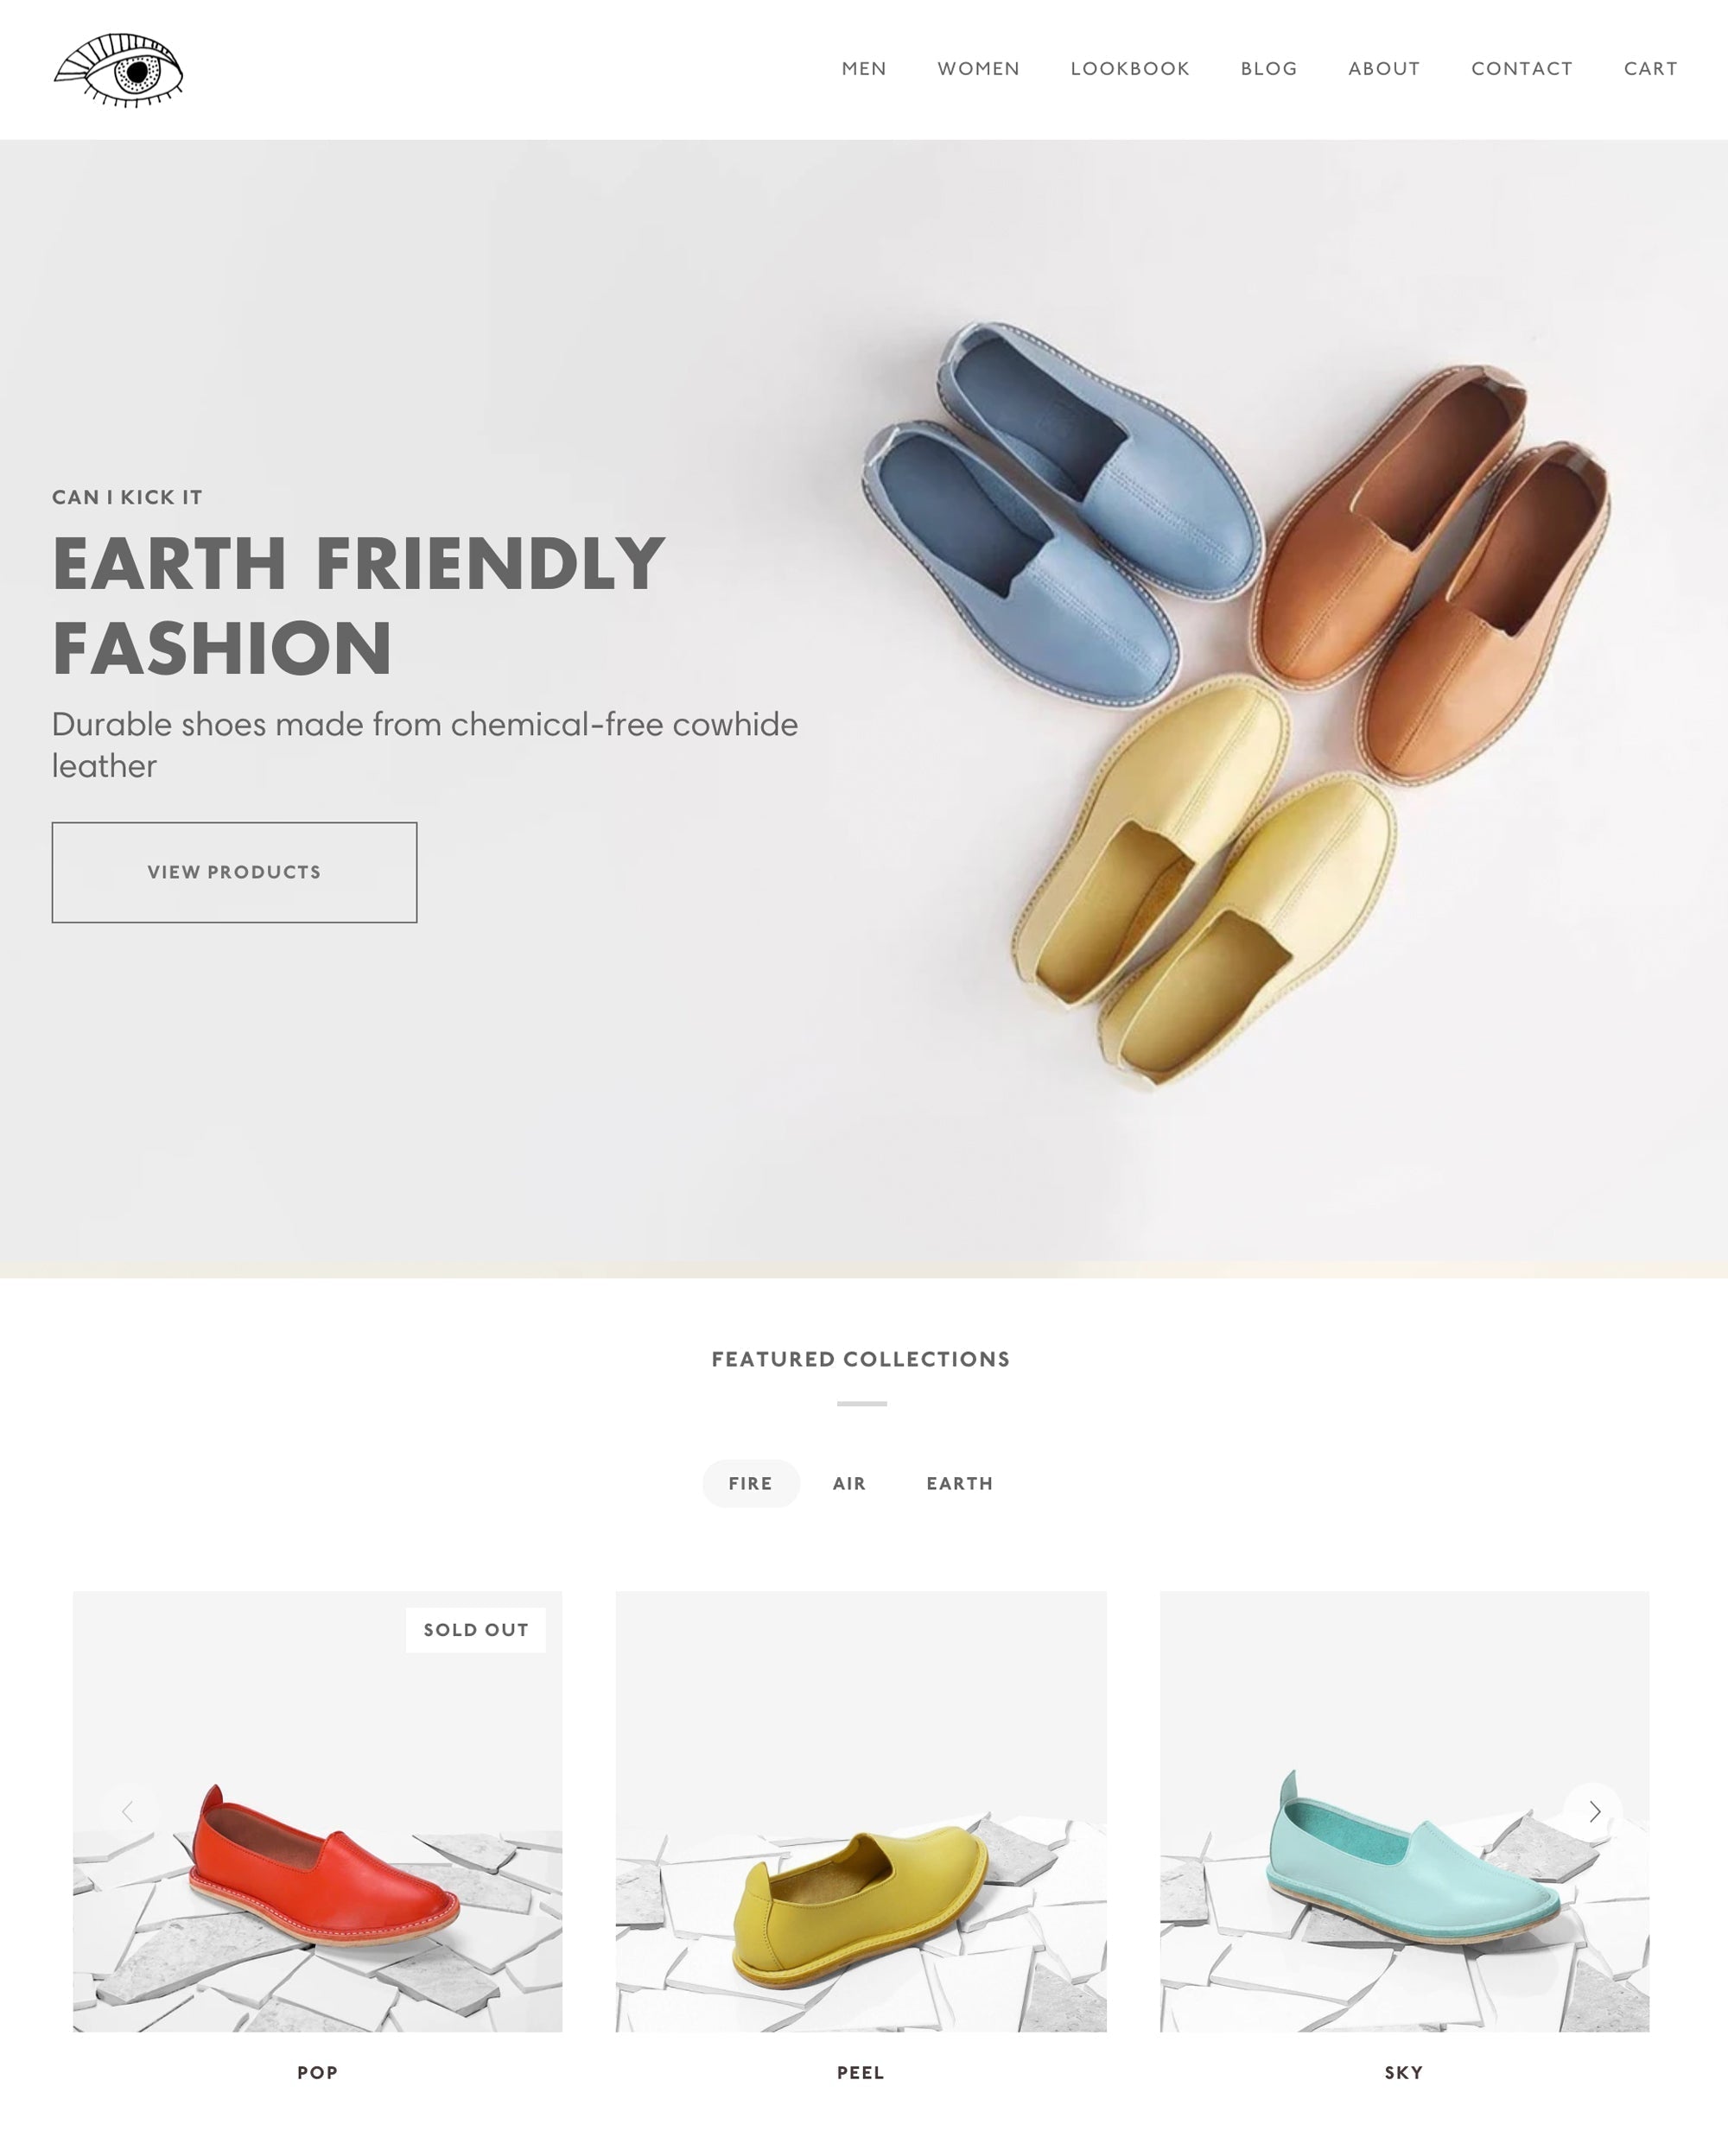 MEN WOMEN LOOKBOOK BLOG ABOUT CONTACT CART
CAN I KICK IT
EARTH FRIENDLY
FASHION
Durable shoes made from chemical-free cowhide
leather
VIEW PRODUCTS
FEATURED COLLECTIONS
FIRE AIR EARTH
SOLD OUT
POP PEEL SKY